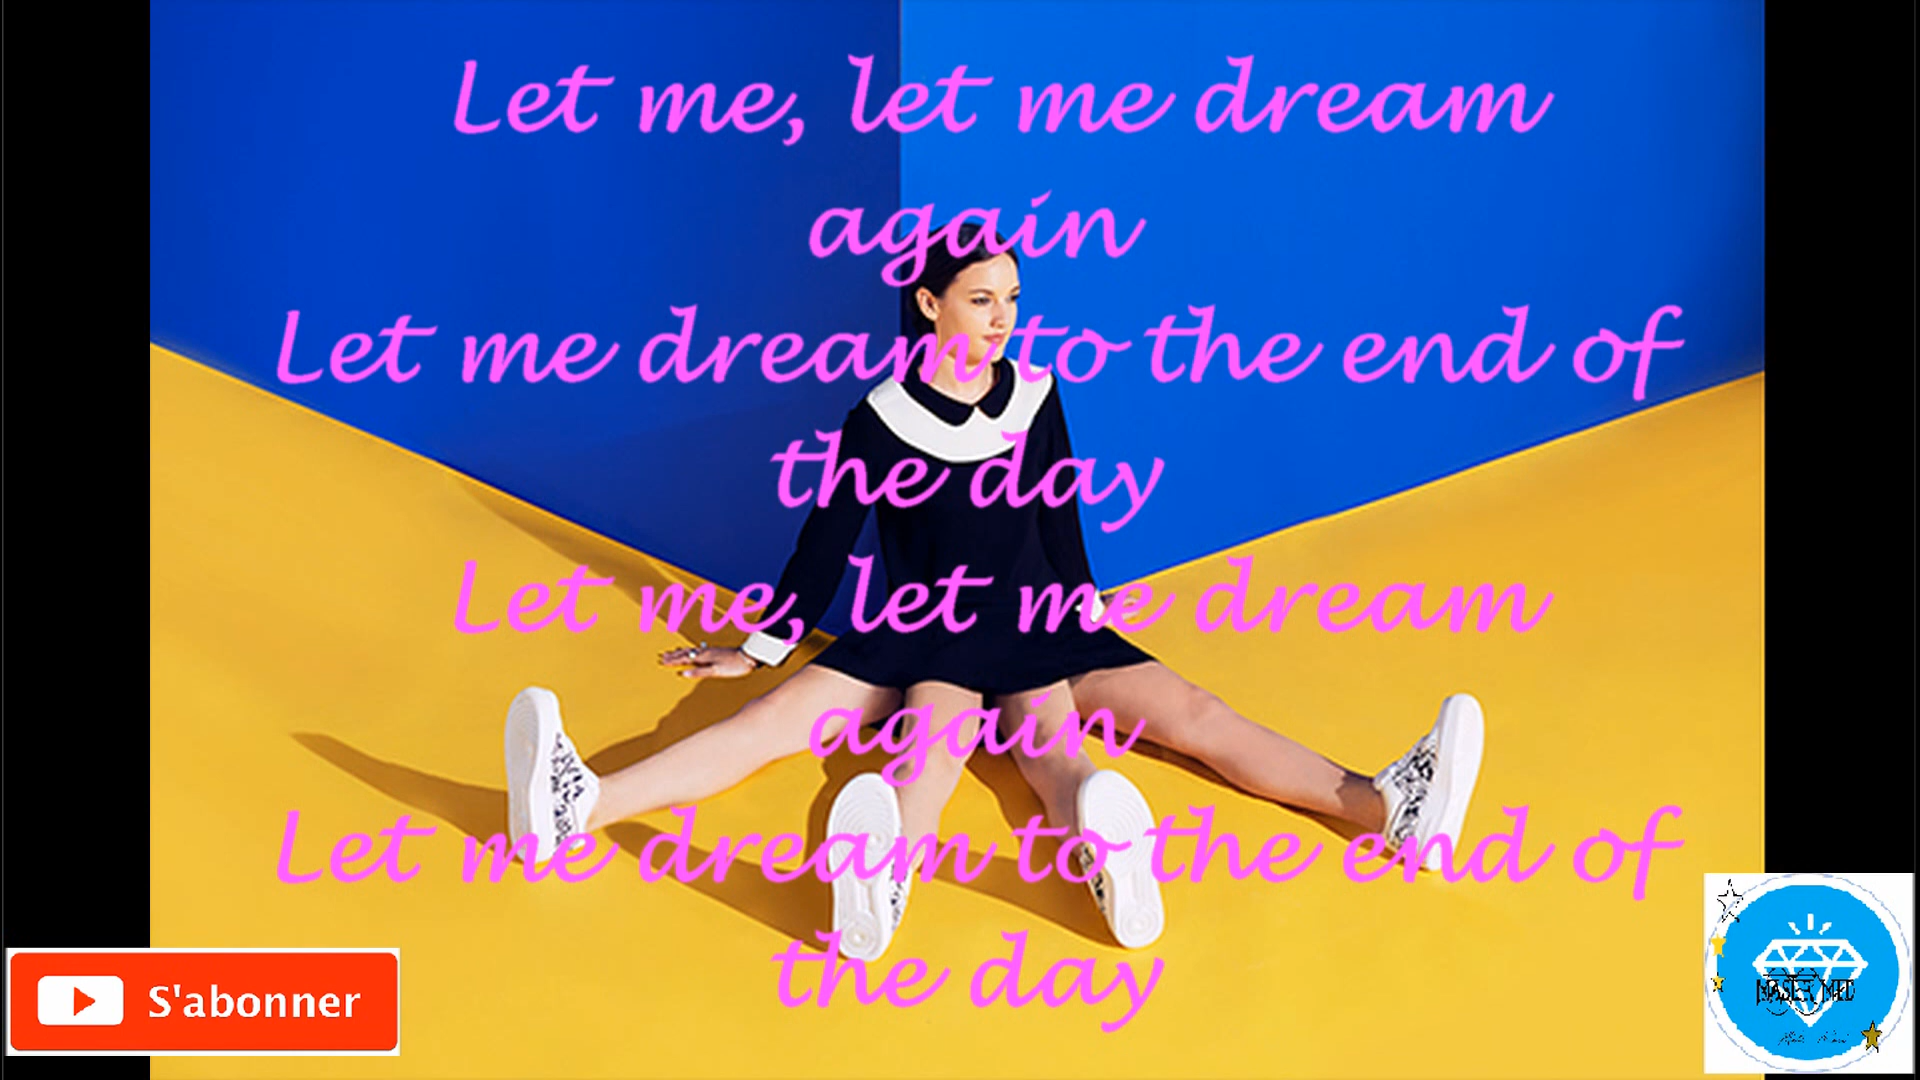 Let me, let me dream
again
Let me dream to the end of
the day
Let me, let me dream
again
Let me dream to the end of
the day
S'abonner